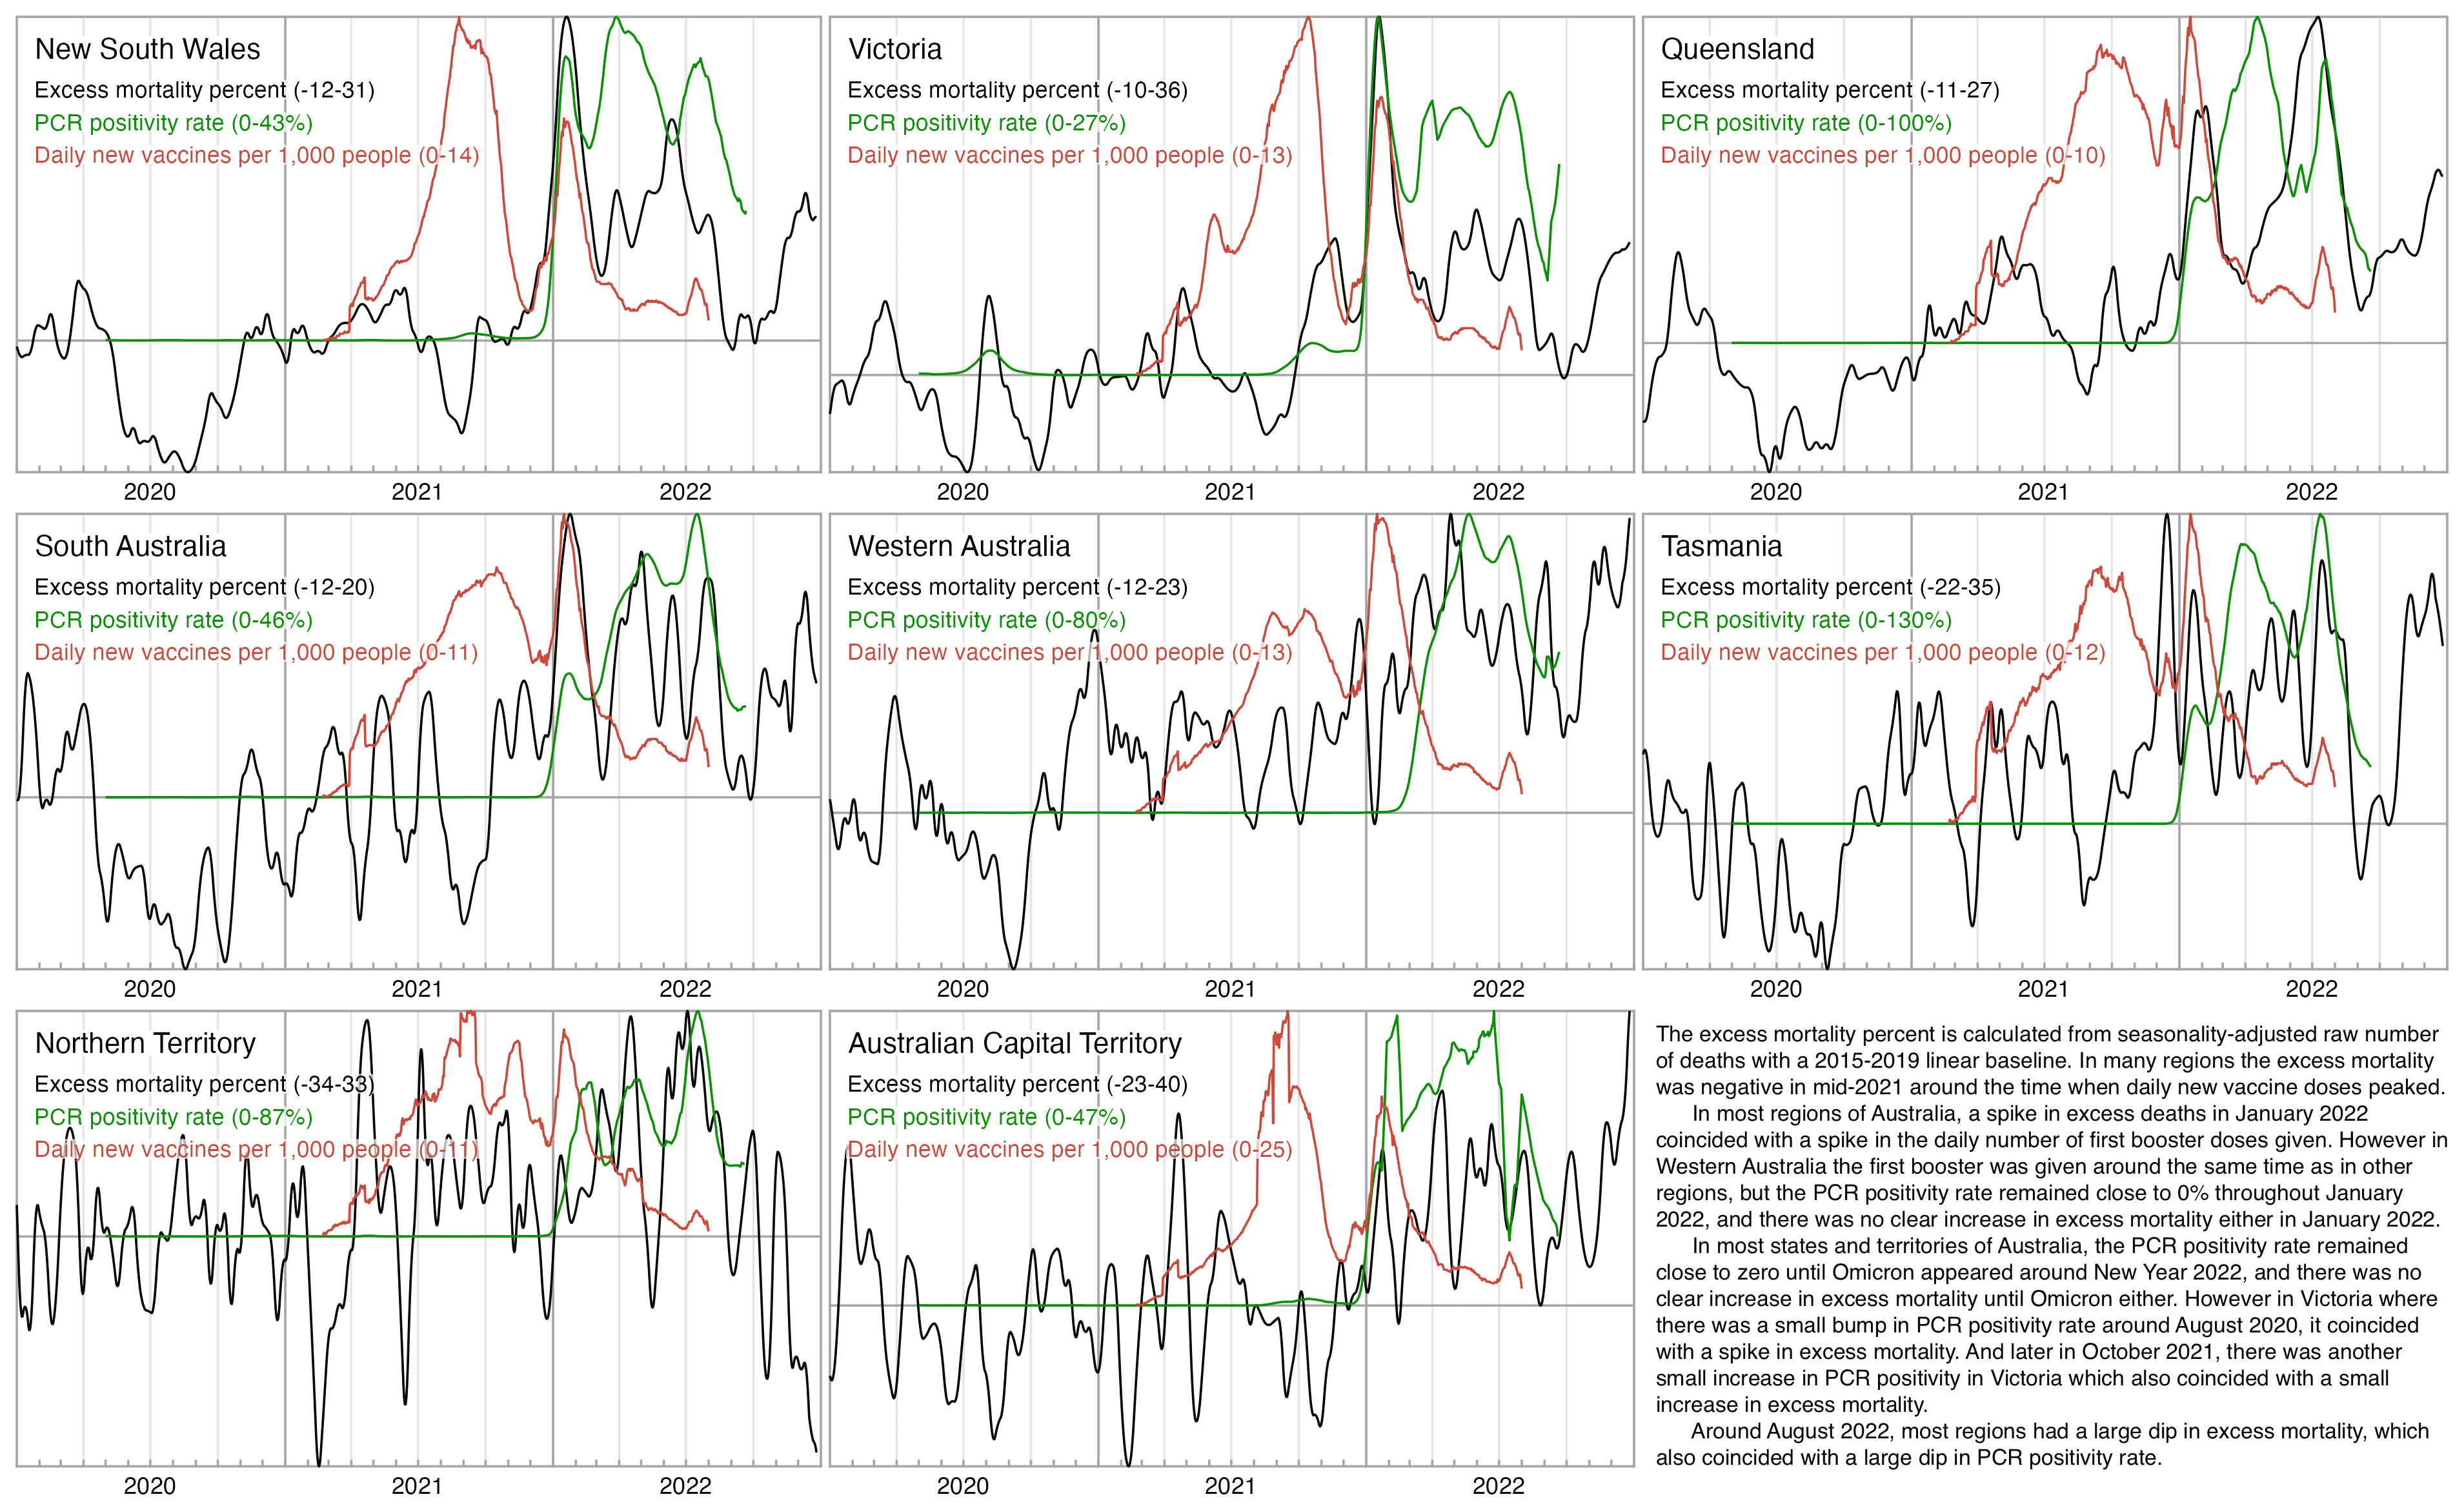 New South Wales
Excess mortality percent (-12-31)
PCR positivity rate (0-43%)
Daily new vaccines per 1,000 people (0-14)
2020
2021
2022
Victoria
Excess mortality percent (-10-36)
PCR positivity rate (0-27%)
Daily new vaccines per 1,000 people (0-13)
2020
2021
2022
Queensland
Excess mortality percent (-11-27)
PCR positivity rate (0-100%)
Daily new vaccines per 1,000 people (0-10)
2020
2021
2022
South Australia
Excess mortality percent (-12-20)
PCR positivity rate (0-46%)
Daily new vaccines per 1,000 people (0-11)
2020
2021
2022
Western Australia
Excess mortality percent (-12-23)
PCR positivity rate (0-80%)
Daily new vaccines per 1,000 people (0-13)
2020
2021
2022
Tasmania
Excess mortality percent (-22-35)
PCR positivity rate (0-130%)
Daily new vaccines per 1,000 people (0-12)
2020
2021
2022
Northern Territory
Excess mortality percent (-34-33)
PCR positivity rate (0-87%)
Daily new vaccines per 1,000 people (0-11)
2020
2021
2022
Australian Capital Territory
Excess mortality percent (-23-40)
PCR positivity rate (0-47%)
Daily new vaccines per 1,000 people (0-25)
2020
2021
2022
The excess mortality percent is calculated from seasonality-adjusted raw number
of deaths with a 2015-2019 linear baseline. In many regions the excess mortality
was negative in mid-2021 around the time when daily new vaccine doses peaked.
In most regions of Australia, a spike in excess deaths in January 2022
coincided with a spike in the daily number of first booster doses given. However in
Western Australia the first booster was given around the same time as in other
regions, but the PCR positivity rate remained close to 0% throughout January
2022, and there was no clear increase in excess mortality either in January 2022.
In most states and territories of Australia, the PCR positivity rate remained
close to zero until Omicron appeared around New Year 2022, and there was no
clear increase in excess mortality until Omicron either. However in Victoria where
there was a small bump in PCR positivity rate around August 2020, it coincided
with a spike in excess mortality. And later in October 2021, there was another
small increase in PCR positivity in Victoria which also coincided with a small
increase in excess mortality.
Around August 2022, most regions had a large dip in excess mortality, which
also coincided with a large dip in PCR positivity rate.